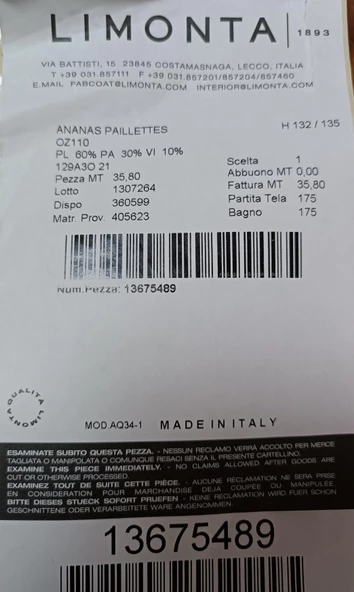 LIMONTA 1893
VIA BATTISTI, 15 23845 COSTAMASNAGA, LECCO, ITALIA
T +39 031.857111 F +39 031.857201/857204/857460
E.MAIL FABCOAT@LIMONTA.COM INTERIOR@LIMONTA.COM
ANANAS PAILLETTES H 132 / 135
OZ110
PL 60% PA 30% VI 10%
129A3O 21 Scelta 1
Pezza MT 35,80 Abbuono MT 0,00
Lotto 1307264 Fattura MT 35,80
Dispo 360599 Partita Tela 175
Matr. Prov. 405623 Bagno 175
Num.Pezza: 13675489
QUALITÀ LIMONTA
MOD.AQ34-1 MADE IN ITALY
ESAMINATE SUBITO QUESTA PEZZA. - NESSUN RECLAMO VERRÀ ACCOLTO PER MERCE
TAGLIATA O MANIPOLATA O COMUNQUE RESACI SENZA IL PRESENTE CARTELLINO.
EXAMINE THIS PIECE IMMEDIATELY. - NO CLAIMS ALLOWED AFTER GOODS ARE
CUT OR OTHERWISE PROCESSED.
EXAMINEZ TOUT DE SUITE CETTE PIÈCE. - AUCUNE RÉCLAMATION NE SERA PRISE
EN CONSIDÉRATION POUR MARCHANDISE DÉJÀ COUPÉE OU MANIPULÉE.
BITTE DIESES STUECK SOFORT PRUEFEN - KEINE REKLAMATION WIRD FUER SCHON
GESCHNITTENE ODER VERARBEITETE WARE ANGENOMMEN.
13675489